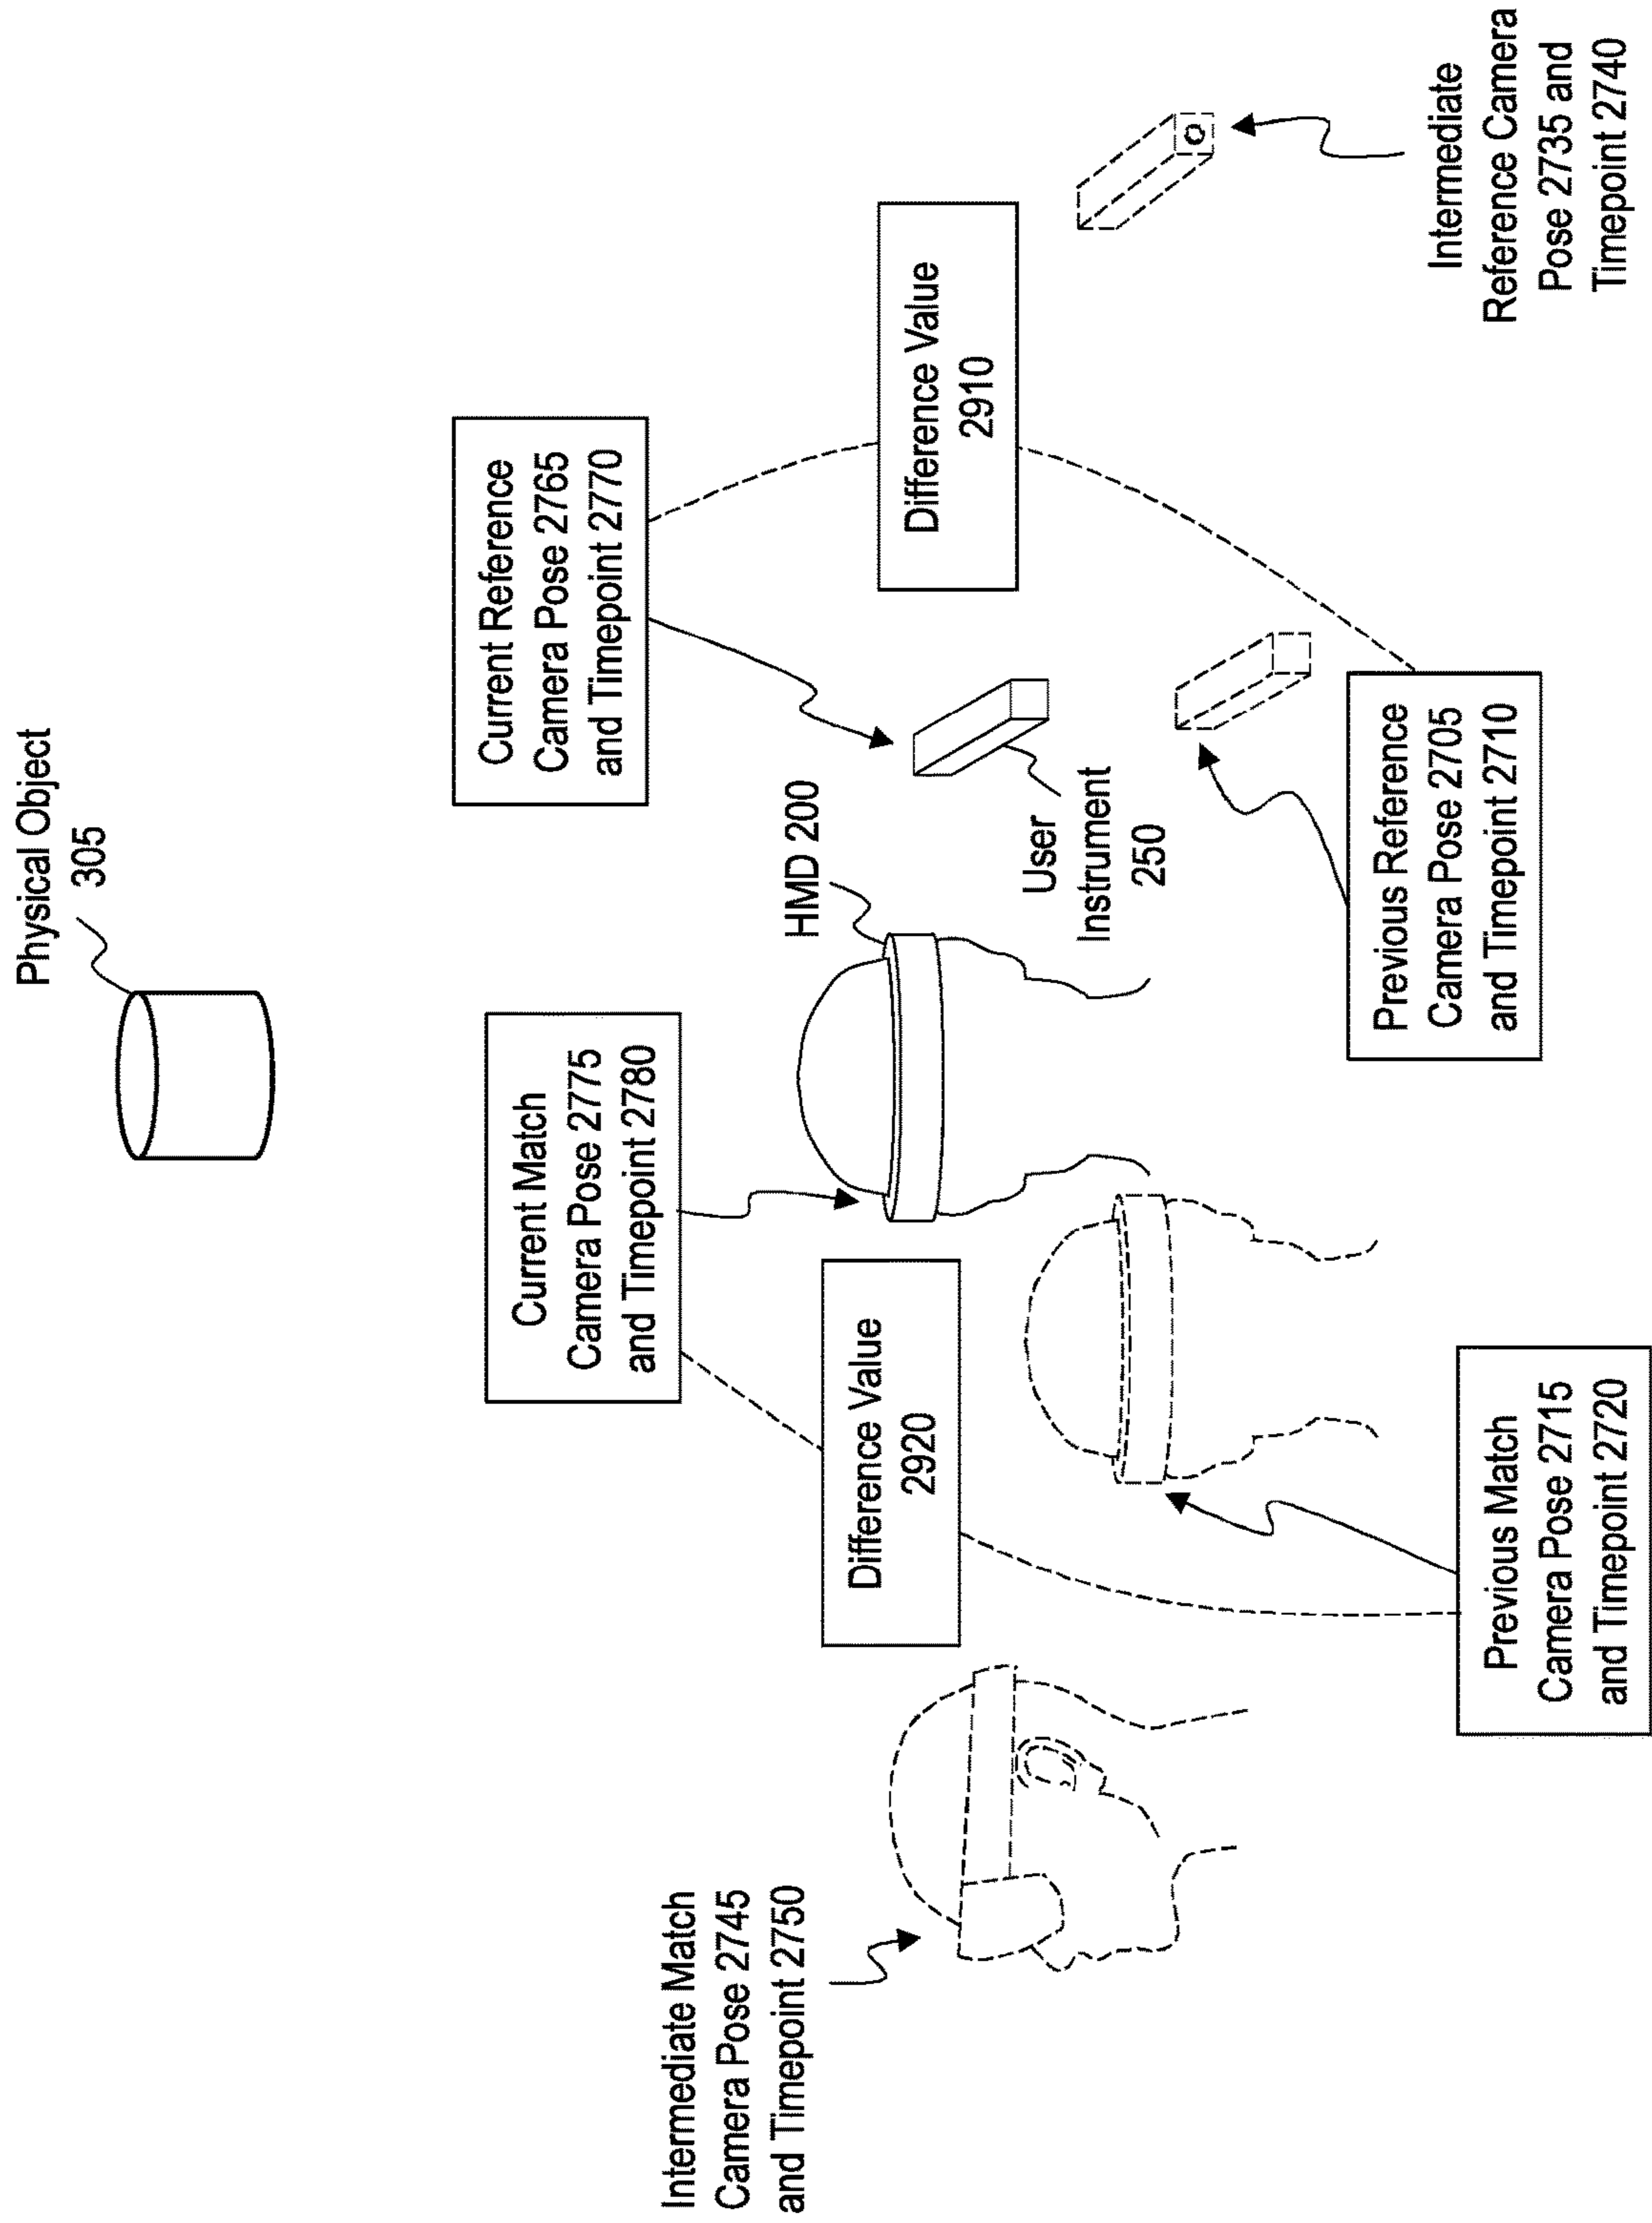 Physical Object
305
Current Reference
Camera Pose 2765
and Timepoint 2770
Current Match
Camera Pose 2775
and Timepoint 2780
Intermediate Match
Camera Pose 2745
and Timepoint 2750
HMD 200
Difference Value
2920
Difference Value
2910
User
Instrument
250
Previous Match
Camera Pose 2715
and Timepoint 2720
Previous Reference
Camera Pose 2705
and Timepoint 2710
Intermediate
Reference Camera
Pose 2735 and
Timepoint 2740